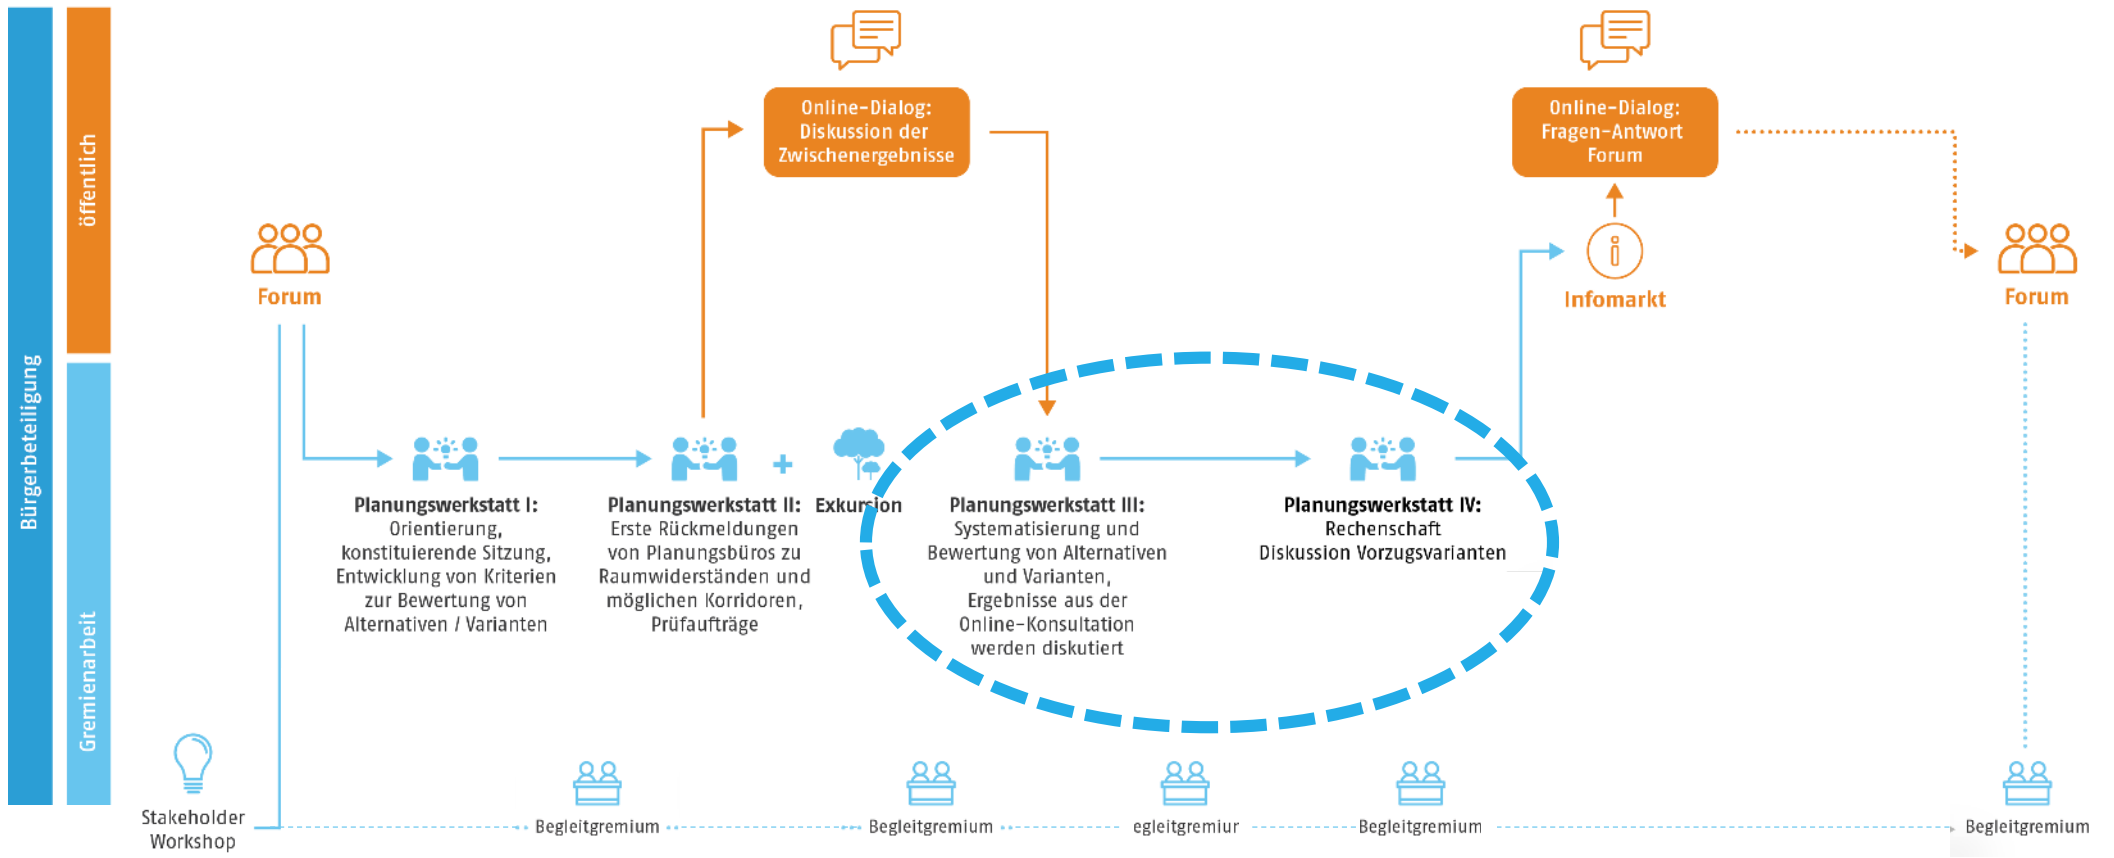 Bürgerbeteiligung
öffentlich
Gremienarbeit
Online-Dialog:
Diskussion der
Zwischenergebnisse
Online-Dialog:
Fragen-Antwort
Forum
Forum
Infomarkt
Forum
Planungswerkstatt I:
Orientierung,
konstituierende Sitzung,
Entwicklung von Kriterien
zur Bewertung von
Alternativen / Varianten
Planungswerkstatt II:
Erste Rückmeldungen
von Planungsbüros zu
Raumwiderständen und
möglichen Korridoren,
Prüfaufträge
+
Exkursion
Planungswerkstatt III:
Systematisierung und
Bewertung von Alternativen
und Varianten,
Ergebnisse aus der
Online-Konsultation
werden diskutiert
Planungswerkstatt IV:
Rechenschaft
Diskussion Vorzugsvarianten
Stakeholder
Workshop
Begleitgremium
Begleitgremium
egleitgremiur
Begleitgremium
Begleitgremium